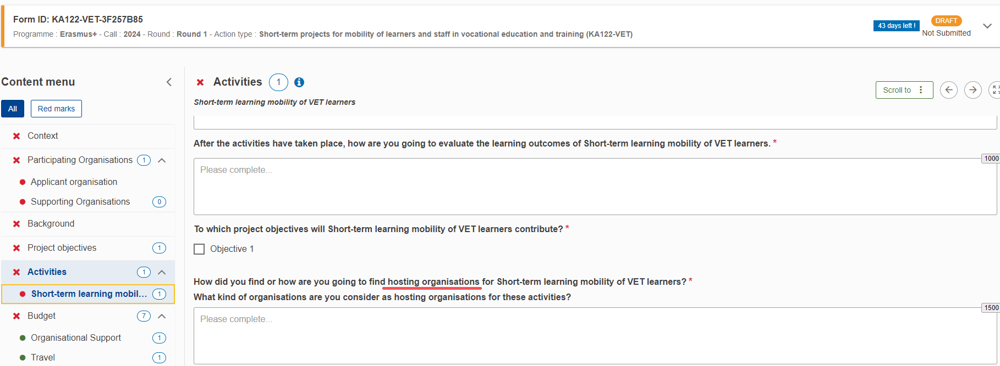 Form ID: KA122-VET-3F257B85
Programme : Erasmus+ - Call : 2024 - Round : Round 1 - Action type : Short-term projects for mobility of learners and staff in vocational education and training (KA122-VET)
43 days left !
DRAFT
Not Submitted
Content menu
All
Red marks
Context
Participating Organisations 1
Applicant organisation
Supporting Organisations 0
Background
Project objectives 1
Activities 1
Short-term learning mobil... 1
Budget 7
Organisational Support 1
Travel 1
Activities 1
Short-term learning mobility of VET learners
Scroll to
After the activities have taken place, how are you going to evaluate the learning outcomes of Short-term learning mobility of VET learners. *
1000
Please complete...
To which project objectives will Short-term learning mobility of VET learners contribute? *
Objective 1
How did you find or how are you going to find hosting organisations for Short-term learning mobility of VET learners? *
What kind of organisations are you consider as hosting organisations for these activities?
1500
Please complete...